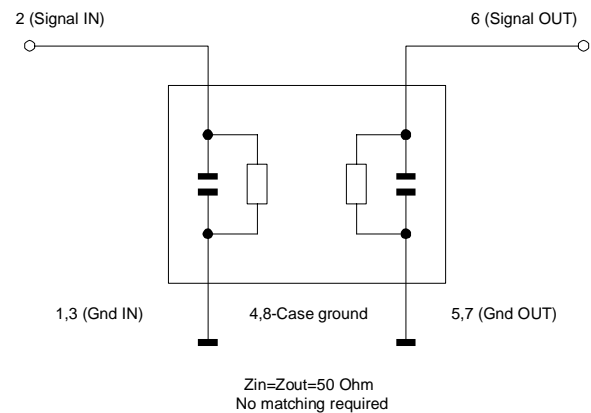 2 (Signal IN)
6 (Signal OUT)
1,3 (Gnd IN)
4,8-Case ground
5,7 (Gnd OUT)
Zin=Zout=50 Ohm
No matching required